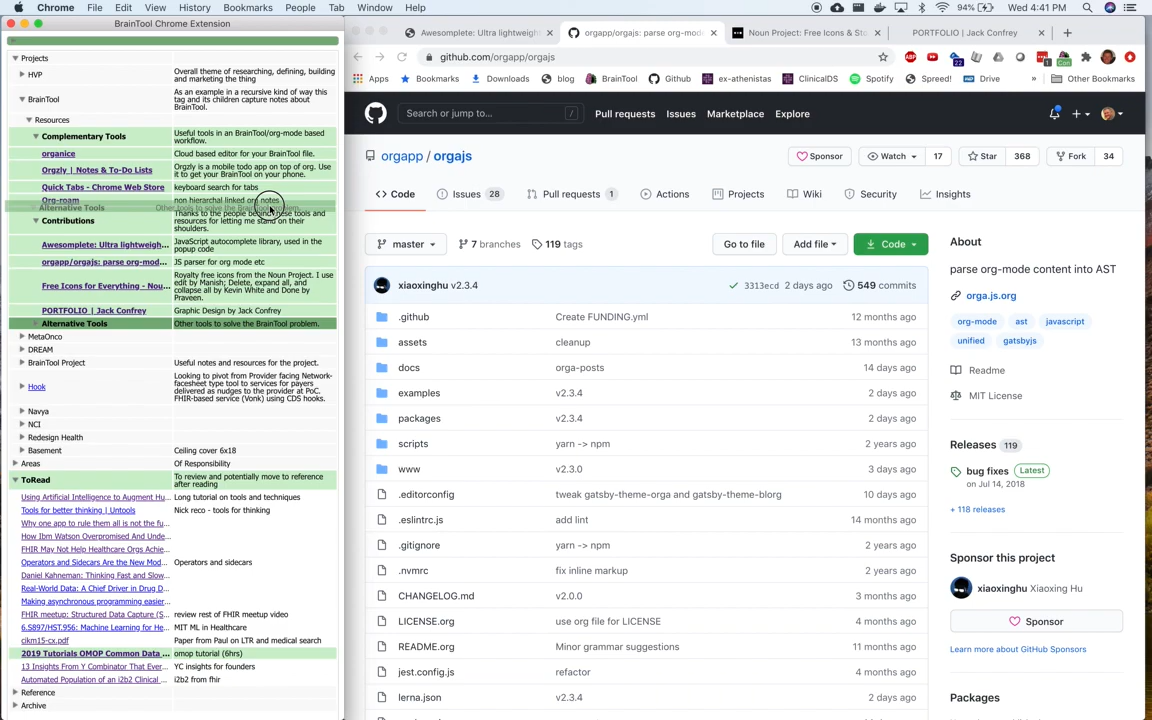 Chrome File Edit View History Bookmarks People Tab Window Help 94% Wed 4:41 PM
BrainTool Chrome Extension
Projects
HVP Overall theme of researching, defining, building and marketing the thing
BrainTool As an example in a recursive kind of way this tag and its children capture notes about BrainTool.
Resources
Complementary Tools Useful tools in an BrainTool/org-mode based workflow.
organice Cloud based editor for your BrainTool file.
Orgzly | Notes & To-Do Lists Orgzly is a mobile todo app on top of org. Use it to get your BrainTool on your phone.
Quick Tabs - Chrome Web Store keyboard search for tabs
Org-roam non hierarchal linked org notes
Alternative Tools Other tools to solve the BrainTool problem.
Contributions Thanks to the people behind these tools and resources for letting me stand on their shoulders.
Awesomplete: Ultra lightweigh... JavaScript autocomplete library, used in the popup code
orgapp/orgajs: parse org-mod... JS parser for org mode etc
Free Icons for Everything - Nou... Royalty free icons from the Noun Project. I use edit by Manish; Delete, expand all, and collapse all by Kevin White and Done by Praveen.
PORTFOLIO | Jack Confrey Graphic Design by Jack Confrey
Alternative Tools Other tools to solve the BrainTool problem.
MetaOnco
DREAM
BrainTool Project Useful notes and resources for the project.
Hook Looking to pivot from Provider facing Network-facesheet type tool to services for payers delivered as nudges to the provider at PoC. FHIR-based service (Vonk) using CDS hooks.
Navya
NCI
Redesign Health
Basement Ceiling cover 6x18
Areas Of Responsibility
ToRead To review and potentially move to reference after reading
Using Artificial Intelligence to Augment Hu... Long tutorial on tools and techniques
Tools for better thinking | Untools Nick reco - tools for thinking
Why one app to rule them all is not the fu...
How Ibm Watson Overpromised And Unde...
FHIR May Not Help Healthcare Orgs Achie...
Operators and Sidecars Are the New Mod... Operators and sidecars
Daniel Kahneman: Thinking Fast and Slow...
Real-World Data: A Chief Driver in Drug D...
Making asynchronous programming easier...
FHIR meetup: Structured Data Capture (S... review rest of FHIR meetup video
6.S897/HST.956: Machine Learning for He... MIT ML in Healthcare
cikm15-cx.pdf Paper from Paul on LTR and medical search
2019 Tutorials OMOP Common Data ... omop tutorial (6hrs)
13 Insights From Y Combinator That Ever... YC insights for founders
Automated Population of an i2b2 Clinical ... i2b2 from fhir
Reference
Archive
Awesomplete: Ultra lightweight
orgapp/orgajs: parse org-mod
Noun Project: Free Icons & Sto
PORTFOLIO | Jack Confrey
github.com/orgapp/orgajs
ABP 22 1 Con
Apps Bookmarks Downloads blog BrainTool Github ex-athenistas ClinicalDS Spotify Spreed! Drive » Other Bookmarks
Search or jump to... / Pull requests Issues Marketplace Explore
orgapp / orgajs Sponsor Watch 17 Star 368 Fork 34
Code Issues 28 Pull requests 1 Actions Projects Wiki Security Insights
master 7 branches 119 tags Go to file Add file Code
xiaoxinghu v2.3.4 3313ecd 2 days ago 549 commits
.github Create FUNDING.yml 12 months ago
assets cleanup 13 months ago
docs orga-posts 14 days ago
examples v2.3.4 2 days ago
packages v2.3.4 2 days ago
scripts yarn -> npm 2 years ago
www v2.3.0 3 days ago
.editorconfig tweak gatsby-theme-orga and gatsby-theme-blorg 10 days ago
.eslintrc.js add lint 14 months ago
.gitignore yarn -> npm 2 years ago
.nvmrc fix inline markup 2 years ago
CHANGELOG.md v2.0.0 3 months ago
LICENSE.org use org file for LICENSE 4 months ago
README.org Minor grammar suggestions 11 months ago
jest.config.js refactor 4 months ago
lerna.json v2.3.4 2 days ago
About
parse org-mode content into AST
orga.js.org
org-mode ast javascript
unified gatsbyjs
Readme
MIT License
Releases 119
bug fixes Latest
on Jul 14, 2018
+ 118 releases
Sponsor this project
xiaoxinghu Xiaoxing Hu
Sponsor
Learn more about GitHub Sponsors
Packages